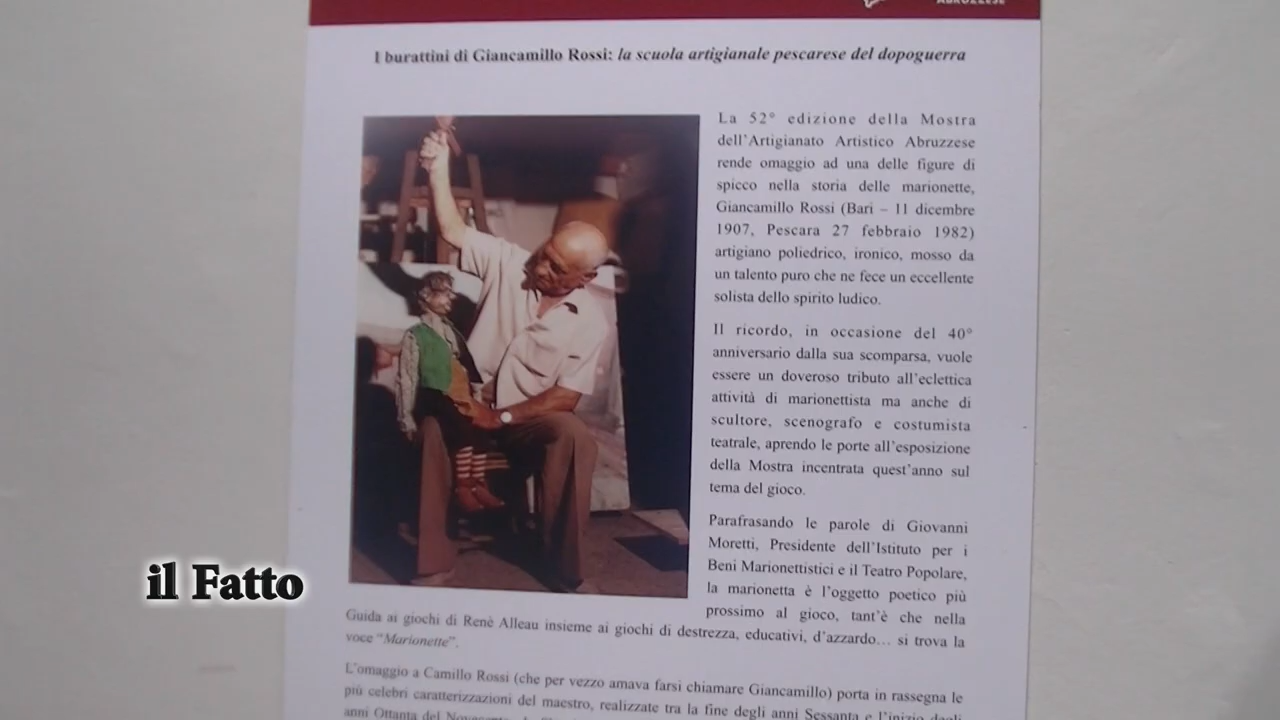 ABRUZZESE
I burattini di Giancamillo Rossi: la scuola artigianale pescarese del dopoguerra
La 52° edizione della Mostra
dell'Artigianato Artistico Abruzzese
rende omaggio ad una delle figure di
spicco nella storia delle marionette,
Giancamillo Rossi (Bari – 11 dicembre
1907, Pescara 27 febbraio 1982)
artigiano poliedrico, ironico, mosso da
un talento puro che ne fece un eccellente
solista dello spirito ludico.
Il ricordo, in occasione del 40°
anniversario dalla sua scomparsa, vuole
essere un doveroso tributo all'eclettica
attività di marionettista ma anche di
scultore, scenografo e costumista
teatrale, aprendo le porte all'esposizione
della Mostra incentrata quest'anno sul
tema del gioco.
Parafrasando le parole di Giovanni
Moretti, Presidente dell'Istituto per i
Beni Marionettistici e il Teatro Popolare,
la marionetta è l'oggetto poetico più
prossimo al gioco, tant'è che nella
Guida ai giochi di Renè Alleau insieme ai giochi di destrezza, educativi, d'azzardo… si trova la
voce "Marionette".
L'omaggio a Camillo Rossi (che per vezzo amava farsi chiamare Giancamillo) porta in rassegna le
più celebri caratterizzazioni del maestro, realizzate tra la fine degli anni Sessanta e l'inizio degli
anni Ottanta del Novecento
il Fatto